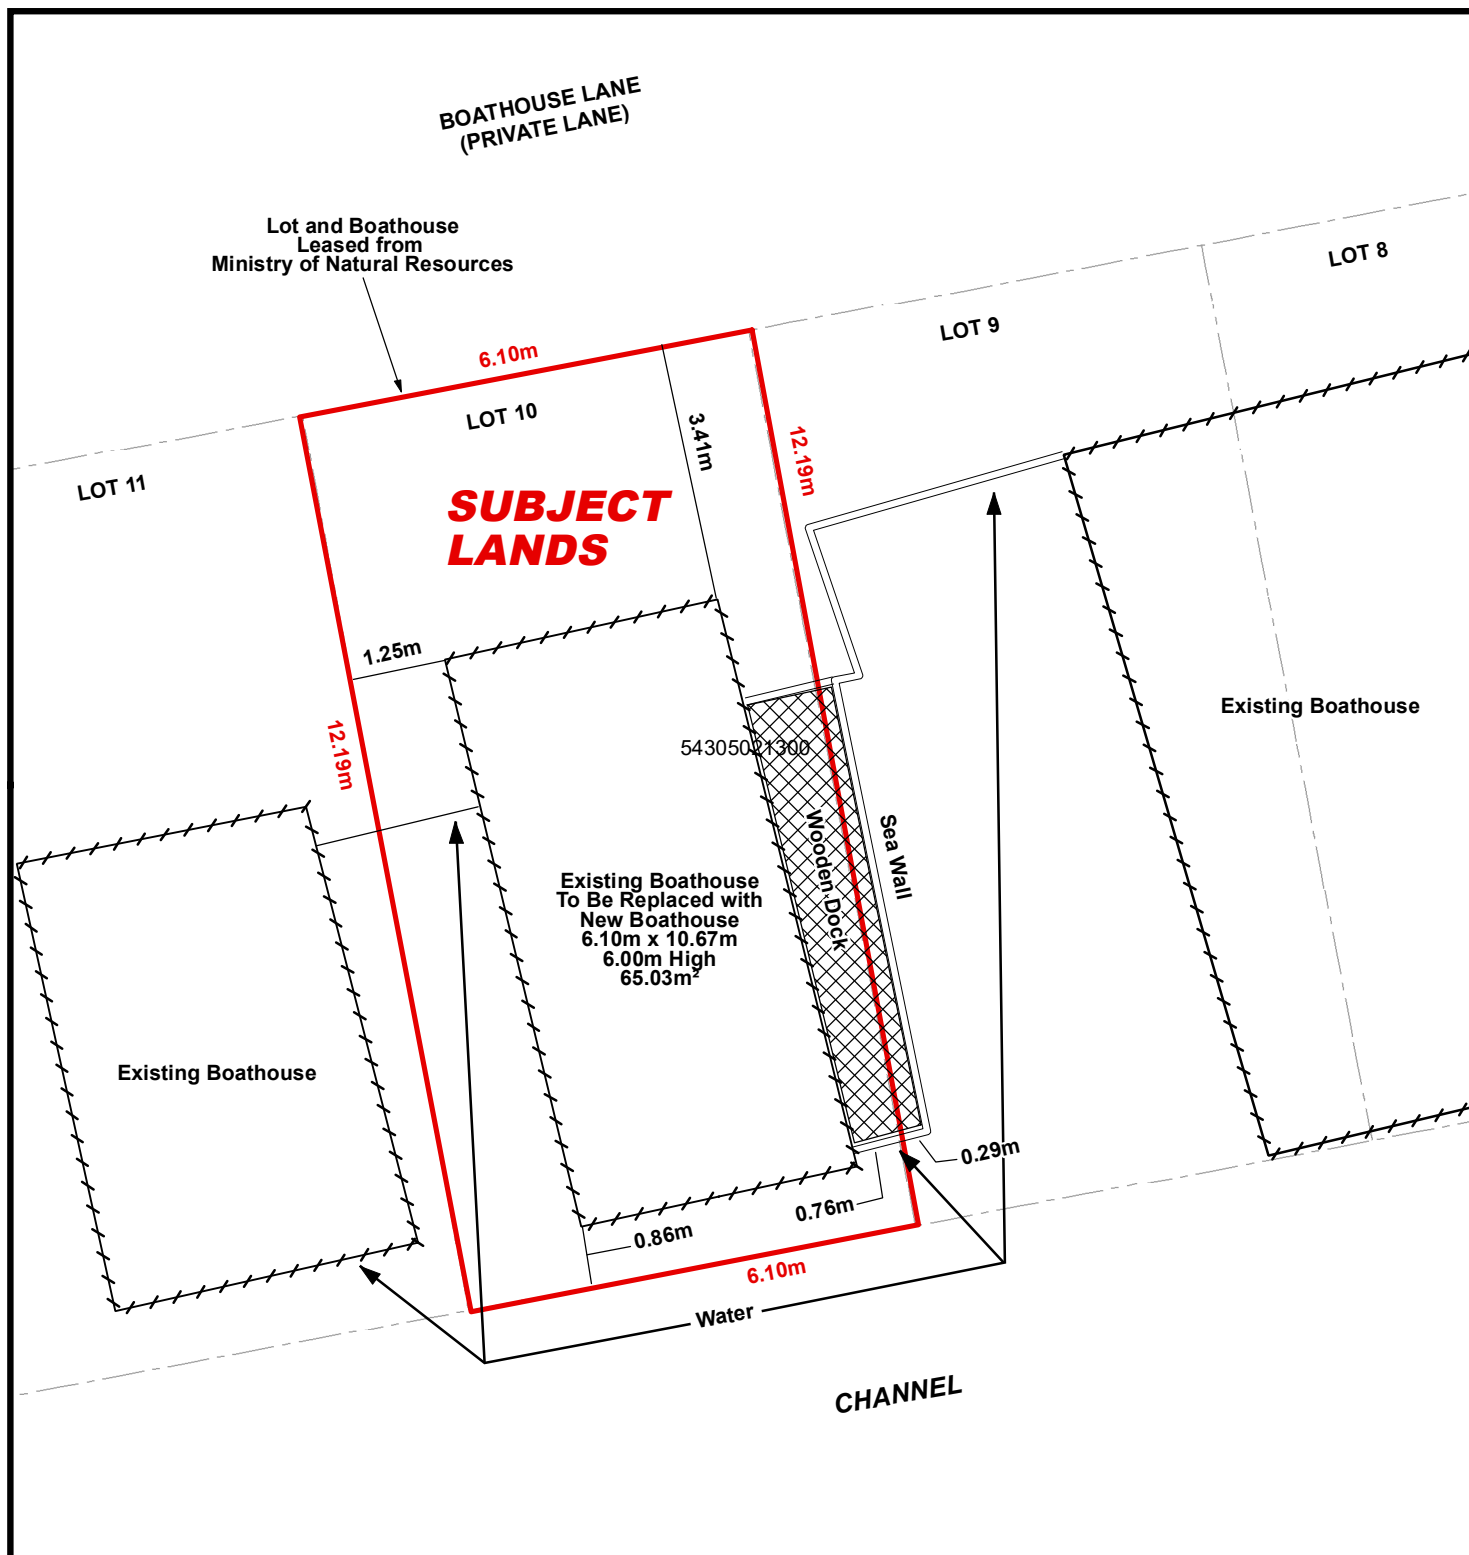 BOATHOUSE LANE
(PRIVATE LANE)
Lot and Boathouse
Leased from
Ministry of Natural Resources
LOT 8
LOT 9
6.10m
LOT 10
LOT 11
3.41m
12.19m
SUBJECT
LANDS
1.25m
12.19m
Existing Boathouse
54305021300
Wooden Dock
Sea Wall
Existing Boathouse
To Be Replaced with
New Boathouse
6.10m x 10.67m
6.00m High
65.03m²
Existing Boathouse
0.29m
0.76m
0.86m
6.10m
Water
CHANNEL